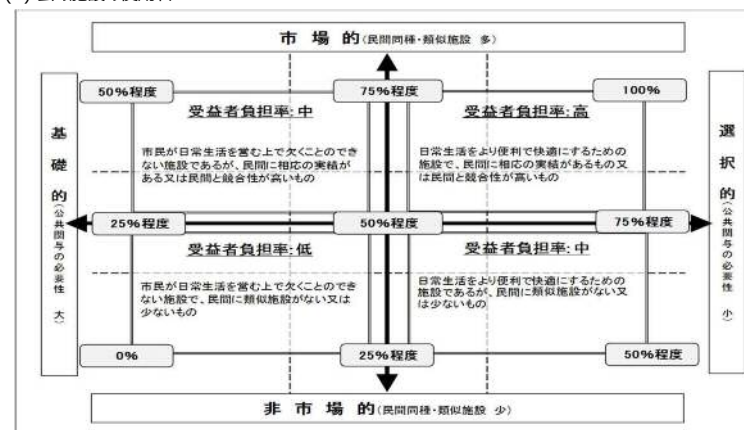 市場的(民間同種・類似施設 多)
基礎的(公共関与の必要性 大)
選択的(公共関与の必要性 小)
50%程度
75%程度
100%
受益者負担率:中
受益者負担率:高
市民が日常生活を営む上で欠くことのでき
ない施設であるが、民間に相応の実績が
ある又は民間と競合性が高いもの
日常生活をより便利で快適にするための
施設で、民間に相応の実績があるもの又
は民間と競合性が高いもの
25%程度
50%程度
75%程度
受益者負担率:低
受益者負担率:中
市民が日常生活を営む上で欠くことのでき
ない施設で、民間に類似施設がない又は
少ないもの
日常生活をより便利で快適にするための
施設であるが、民間に類似施設がない又
は少ないもの
0%
25%程度
50%程度
非市場的(民間同種・類似施設 少)